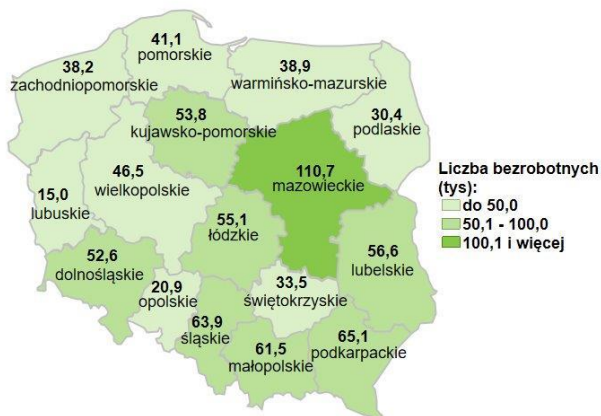 41,1
pomorskie
38,2
zachodniopomorskie
38,9
warmińsko-mazurskie
53,8
kujawsko-pomorskie
30,4
podlaskie
46,5
wielkopolskie
110,7
mazowieckie
15,0
lubuskie
55,1
łódzkie
52,6
dolnośląskie
56,6
lubelskie
20,9
opolskie
33,5
świętokrzyskie
63,9
śląskie
61,5
małopolskie
65,1
podkarpackie
Liczba bezrobotnych
(tys):
do 50,0
50,1 - 100,0
100,1 i więcej